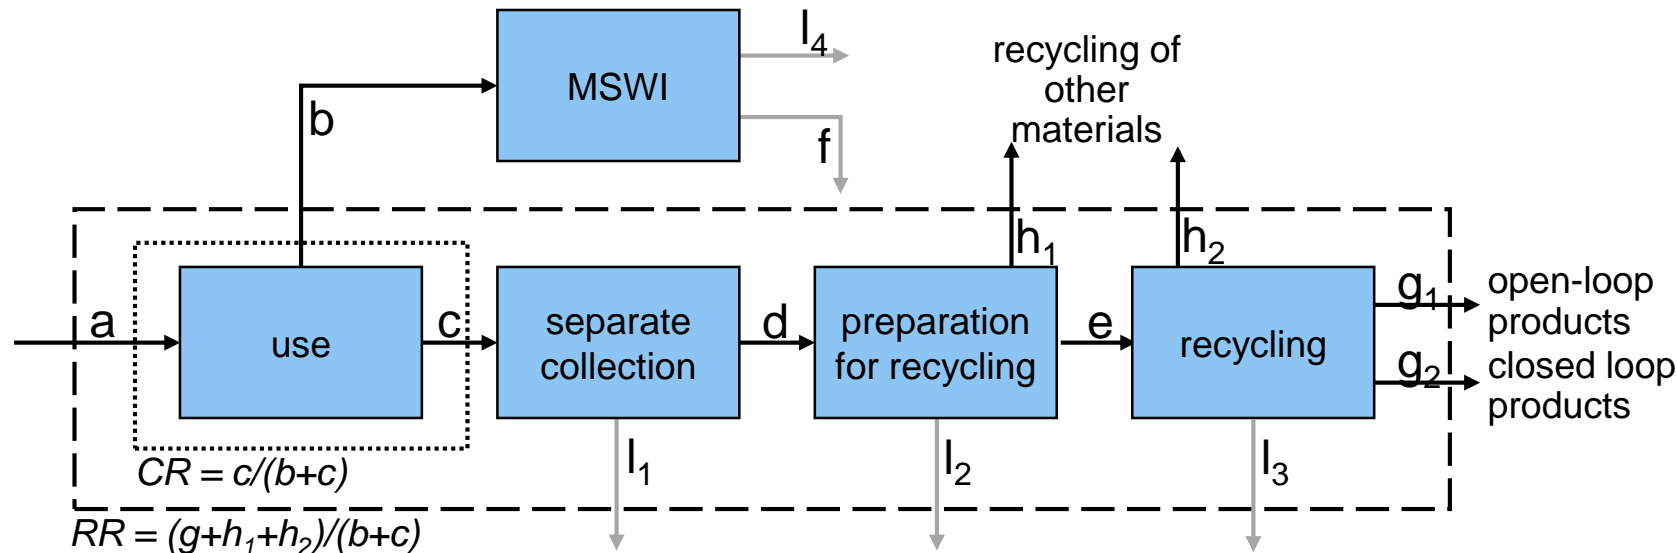 l₄
MSWI
b
f
recycling of
other
materials
h₁
h₂
a
use
c
separate
collection
d
preparation
for recycling
e
recycling
g₁
open-loop
products
g₂
closed loop
products
CR = c/(b+c)
l₁
l₂
l₃
RR = (g+h₁+h₂)/(b+c)